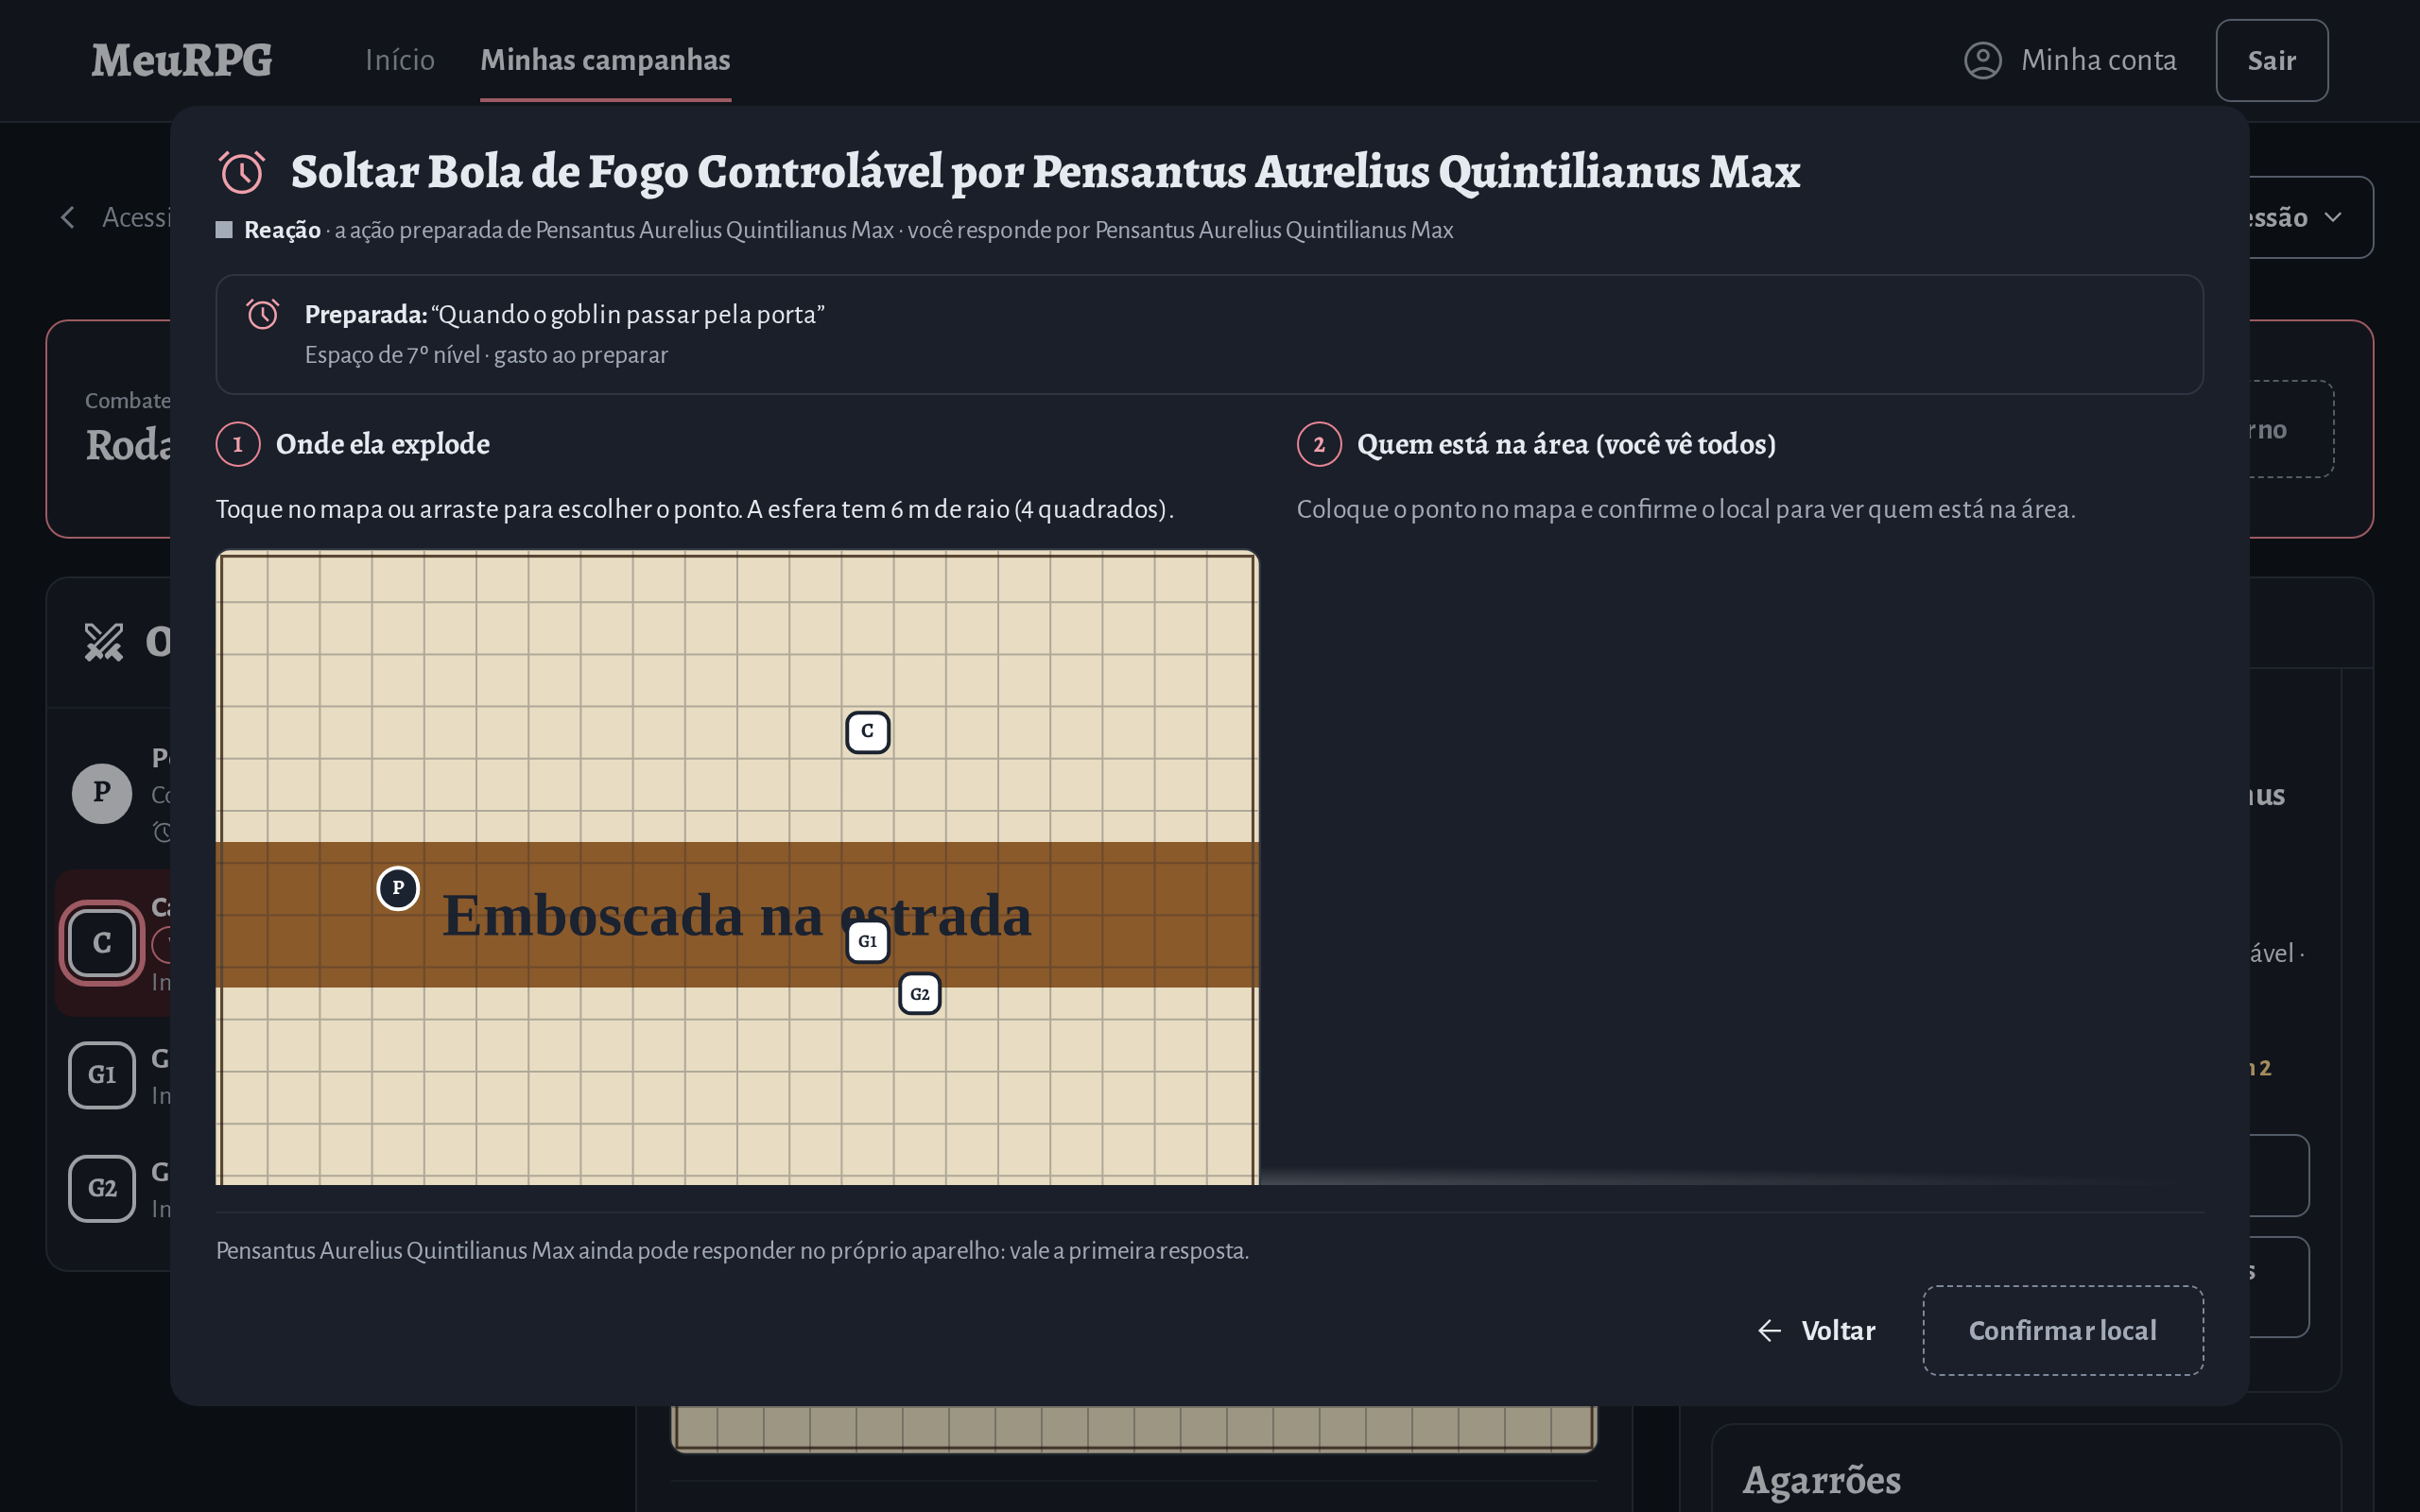 MeuRPG
Início
Minhas campanhas
Minha conta
Sair
Soltar Bola de Fogo Controlável por Pensantus Aurelius Quintilianus Max
Reação · a ação preparada de Pensantus Aurelius Quintilianus Max · você responde por Pensantus Aurelius Quintilianus Max
Preparada: “Quando o goblin passar pela porta”
Espaço de 7º nível · gasto ao preparar
1 Onde ela explode
Toque no mapa ou arraste para escolher o ponto. A esfera tem 6 m de raio (4 quadrados).
C
P
Emboscada na estrada
G1
G2
2 Quem está na área (você vê todos)
Coloque o ponto no mapa e confirme o local para ver quem está na área.
Pensantus Aurelius Quintilianus Max ainda pode responder no próprio aparelho: vale a primeira resposta.
Voltar
Confirmar local
Combate
P
C
G1
G2
Agarrões